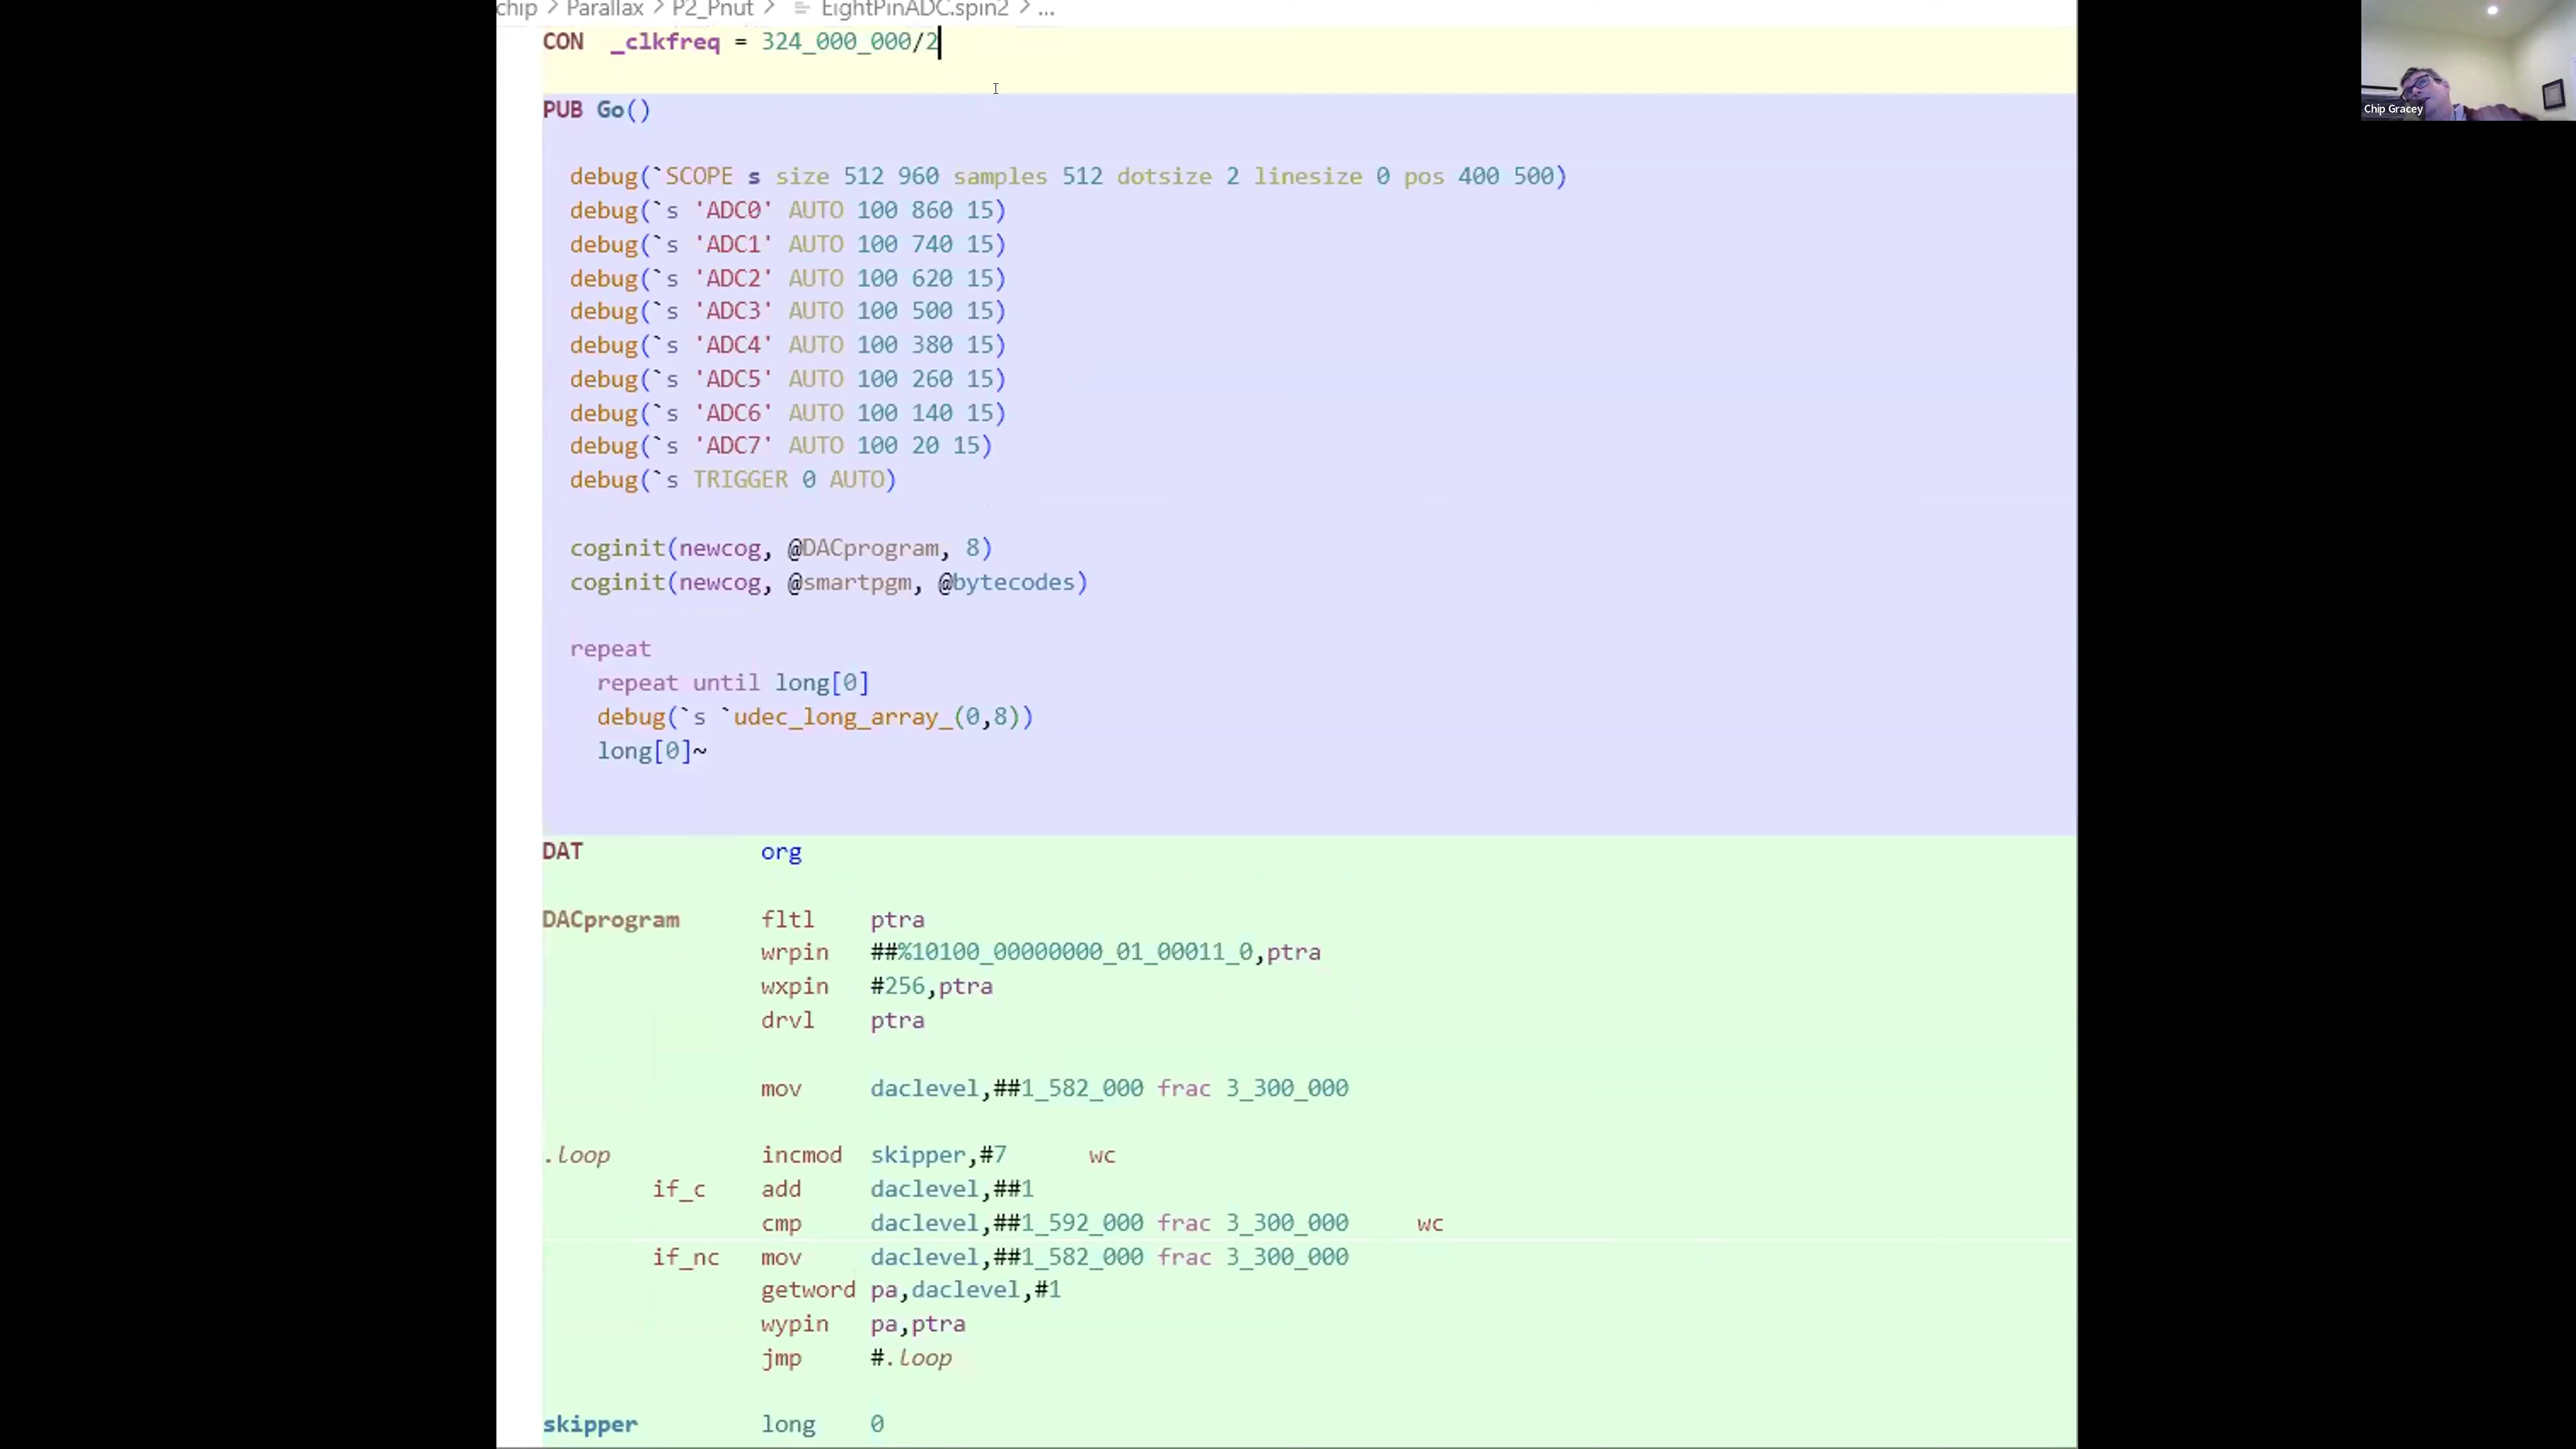 chip > Parallax > P2_Pnut > EightPinADC.spin2 > ...
Chip Gracey
CON _clkfreq = 324_000_000/2
PUB Go()
debug(`SCOPE s size 512 960 samples 512 dotsize 2 linesize 0 pos 400 500)
debug(`s 'ADC0' AUTO 100 860 15)
debug(`s 'ADC1' AUTO 100 740 15)
debug(`s 'ADC2' AUTO 100 620 15)
debug(`s 'ADC3' AUTO 100 500 15)
debug(`s 'ADC4' AUTO 100 380 15)
debug(`s 'ADC5' AUTO 100 260 15)
debug(`s 'ADC6' AUTO 100 140 15)
debug(`s 'ADC7' AUTO 100 20 15)
debug(`s TRIGGER 0 AUTO)
coginit(newcog, @DACprogram, 8)
coginit(newcog, @smartpgm, @bytecodes)
repeat
repeat until long[0]
debug(`s `udec_long_array_(0,8))
long[0]~
DAT org
DACprogram fltl ptra
wrpin ##%10100_00000000_01_00011_0,ptra
wxpin #256,ptra
drvl ptra
mov daclevel,##1_582_000 frac 3_300_000
.loop incmod skipper,#7 wc
if_c add daclevel,##1
cmp daclevel,##1_592_000 frac 3_300_000 wc
if_nc mov daclevel,##1_582_000 frac 3_300_000
getword pa,daclevel,#1
wypin pa,ptra
jmp #.loop
skipper long 0